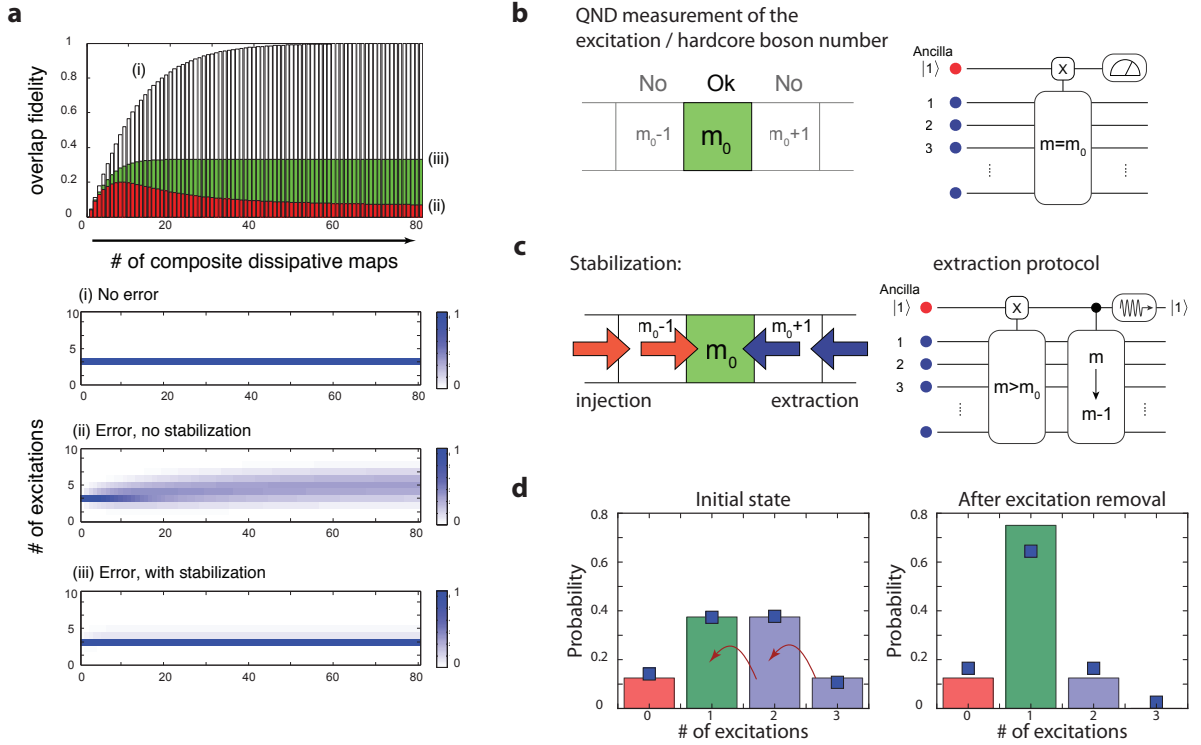 a
1
0.8
0.6
0.4
0.2
0
overlap fidelity
(i)
(iii)
(ii)
0 20 40 60 80
# of composite dissipative maps
(i) No error
10
5
0
0 20 40 60 80
1
0
# of excitations
(ii) Error, no stabilization
10
5
0
0 20 40 60 80
1
0
(iii) Error, with stabilization
10
5
0
0 20 40 60 80
1
0
b
QND measurement of the
excitation / hardcore boson number
No Ok No
m₀-1 m₀ m₀+1
Ancilla
|1⟩
X
1
2
3
m=m₀
c
Stabilization:
m₀-1 m₀ m₀+1
injection extraction
extraction protocol
Ancilla
|1⟩ X |1⟩
1
2
3
m>m₀
m
m-1
d
Initial state
Probability
0.8
0.6
0.4
0.2
0
0 1 2 3
# of excitations
After excitation removal
Probability
0.8
0.6
0.4
0.2
0
0 1 2 3
# of excitations